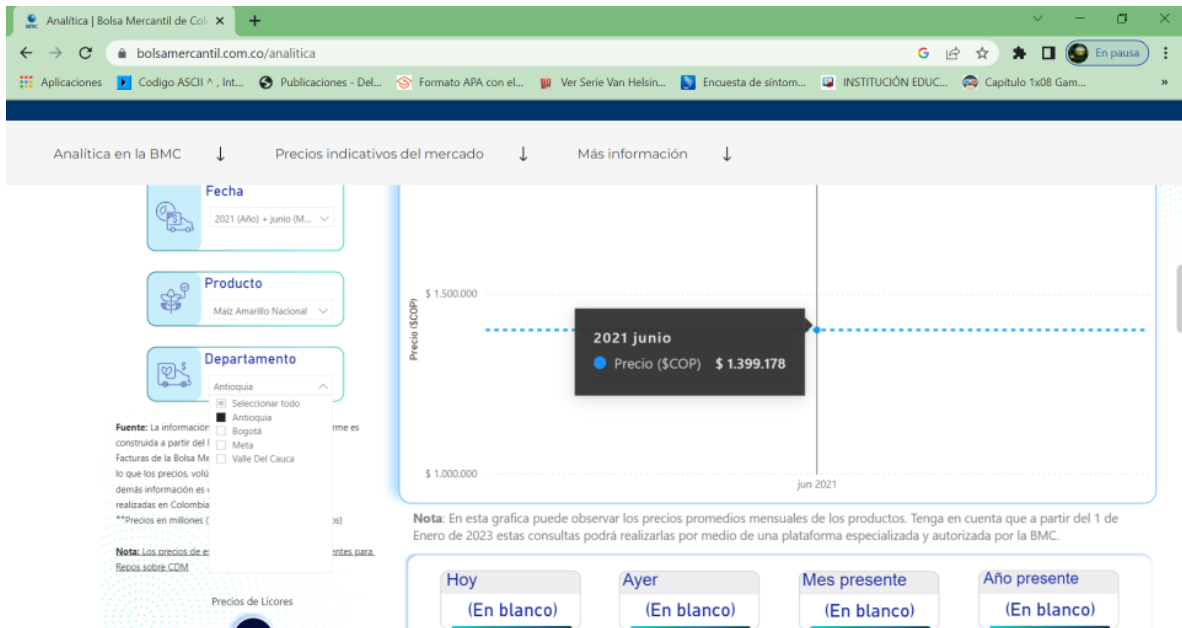 Analítica | Bolsa Mercantil de Col
bolsamercantil.com.co/analitica
En pausa
Aplicaciones
Codigo ASCII ^ , Int...
Publicaciones - Del...
Formato APA con el...
Ver Serie Van Helsin...
Encuesta de síntom...
INSTITUCIÓN EDUC...
Capítulo 1x08 Gam...
»
Analítica en la BMC ↓
Precios indicativos del mercado ↓
Más información ↓
Fecha
2021 (Año) + junio (M...
Producto
Maíz Amarillo Nacional
Departamento
Antioquia
Seleccionar todo
Antioquia
Bogotá
Meta
Valle Del Cauca
Fuente: La información rme es
construida a partir del
Facturas de la Bolsa Me
lo que los precios, volú
demás información es
realizadas en Colombia
**Precios en millones ( os)
Nota: Los precios de es entes para
Repos sobre CDM
Precios de Licores
Precio ($COP)
$ 1.500.000
2021 junio
Precio ($COP) $ 1.399.178
$ 1.000.000
jun 2021
Nota: En esta grafica puede observar los precios promedios mensuales de los productos. Tenga en cuenta que a partir del 1 de
Enero de 2023 estas consultas podrá realizarlas por medio de una plataforma especializada y autorizada por la BMC.
Hoy
(En blanco)
Ayer
(En blanco)
Mes presente
(En blanco)
Año presente
(En blanco)